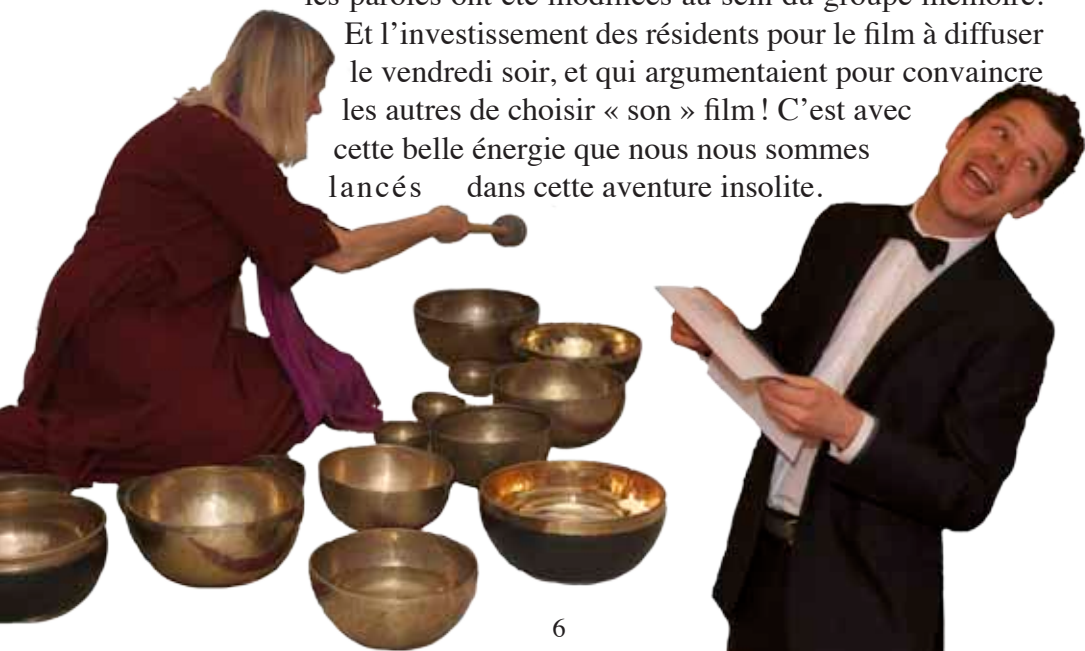 les paroles ont été modifiées au sein du groupe mémoire.
Et l'investissement des résidents pour le film à diffuser
le vendredi soir, et qui argumentaient pour convaincre
les autres de choisir « son » film ! C'est avec
cette belle énergie que nous nous sommes
lancés dans cette aventure insolite.
6